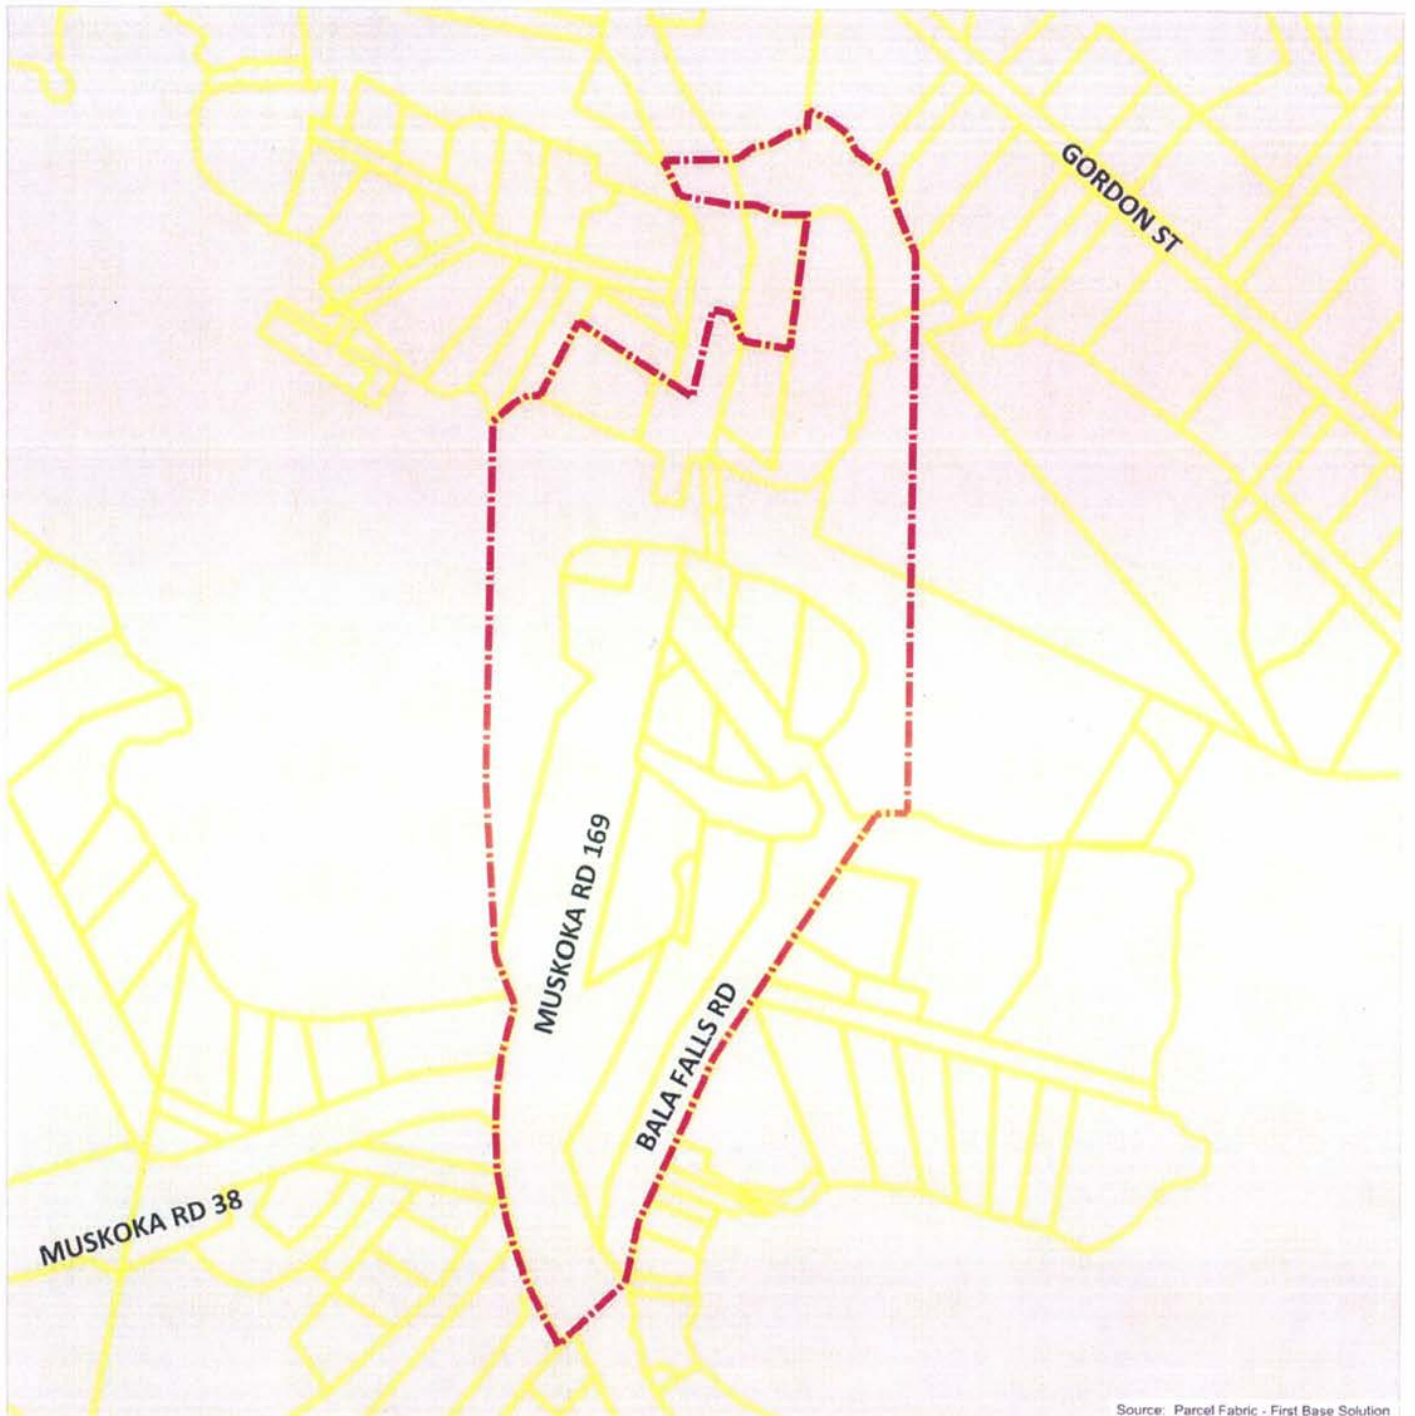 GORDON ST
MUSKOKA RD 169
BALA FALLS RD
MUSKOKA RD 38
Source: Parcel Fabric - First Base Solution